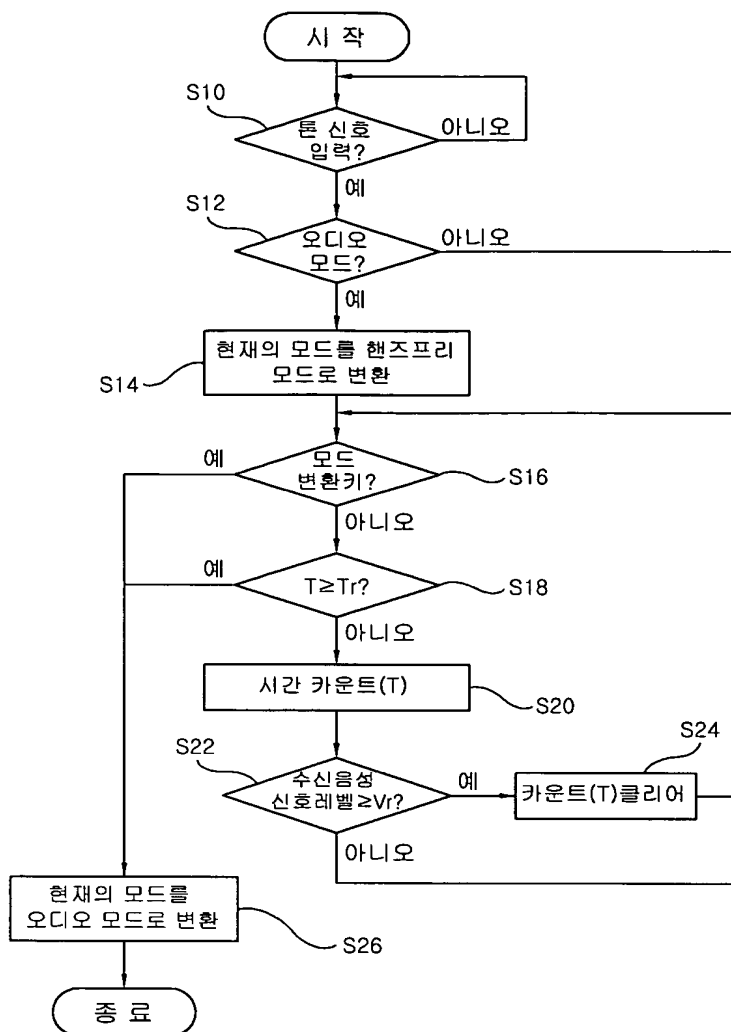 시 작
S10
톤 신호
입력?
아니오
예
S12
오디오
모드?
아니오
예
현재의 모드를 핸즈프리
모드로 변환
S14
예
모드
변환키?
S16
아니오
예
T≥Tr?
S18
아니오
시간 카운트(T)
S20
S22
수신음성
신호레벨≥Vr?
예
S24
카운트(T)클리어
아니오
현재의 모드를
오디오 모드로 변환
S26
종 료